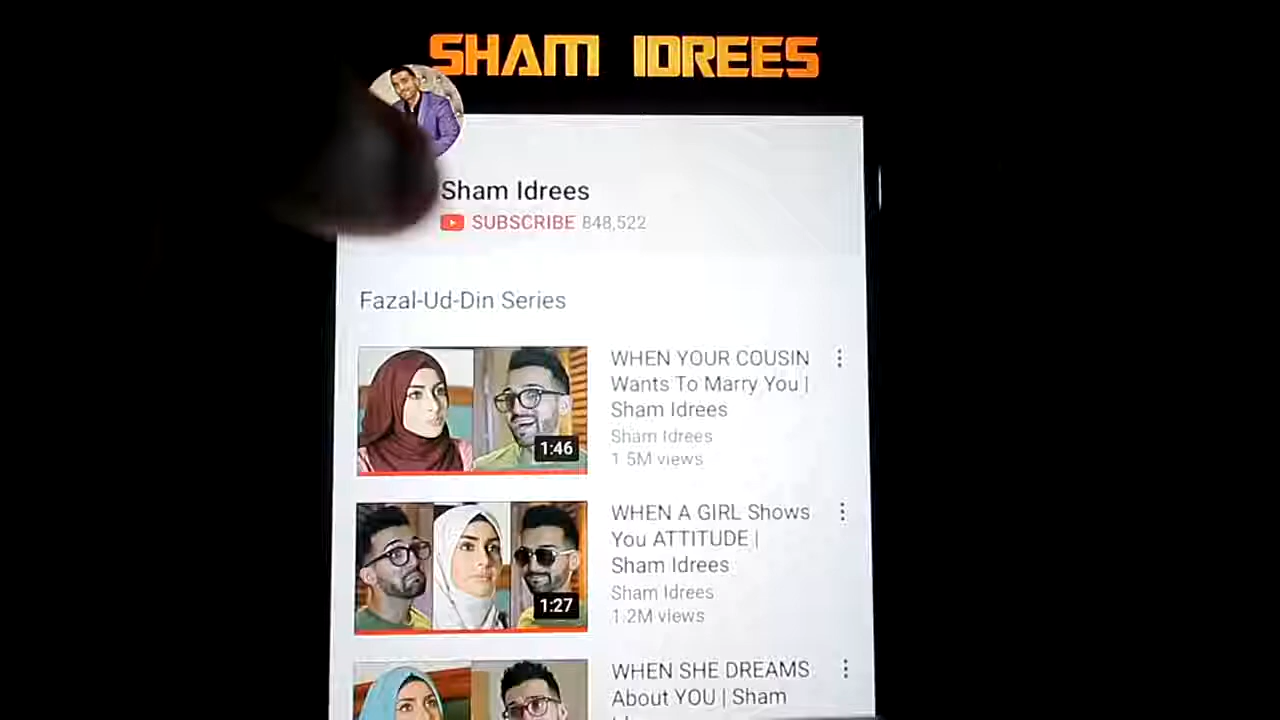 SHAM IDREES
Sham Idrees
SUBSCRIBE 848,522
Fazal-Ud-Din Series
WHEN YOUR COUSIN
Wants To Marry You |
Sham Idrees
Sham Idrees
1.5M views
1:46
WHEN A GIRL Shows
You ATTITUDE |
Sham Idrees
Sham Idrees
1.2M views
1:27
WHEN SHE DREAMS
About YOU | Sham